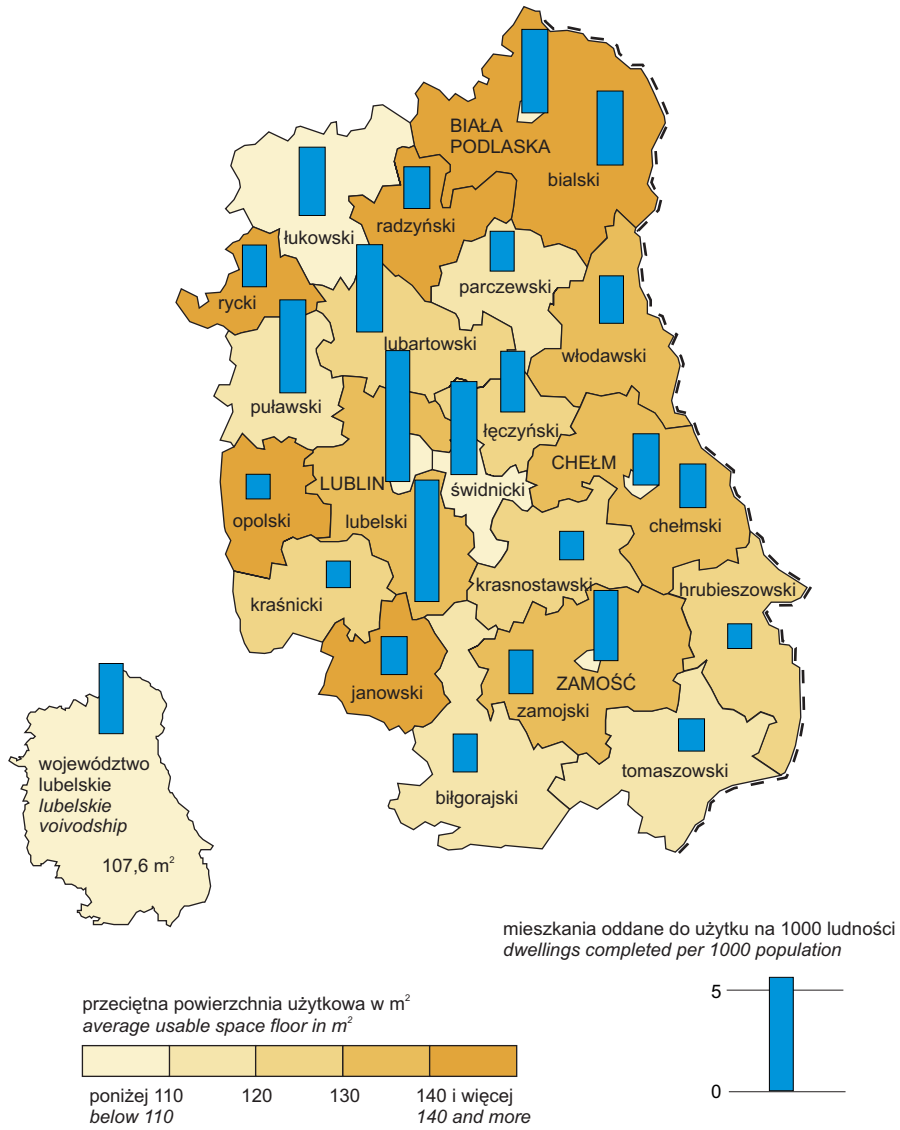 BIAŁA
PODLASKA
bialski
łukowski
radzyński
rycki
parczewski
lubartowski
włodawski
puławski
łęczyński
CHEŁM
LUBLIN
świdnicki
opolski
lubelski
chełmski
krasnostawski
hrubieszowski
kraśnicki
janowski
ZAMOŚĆ
zamojski
tomaszowski
biłgorajski
województwo
lubelskie
lubelskie
voivodship
107,6 m²
mieszkania oddane do użytku na 1000 ludności
dwellings completed per 1000 population
5
0
przeciętna powierzchnia użytkowa w m²
average usable space floor in m²
poniżej 110 120 130 140 i więcej
below 110 140 and more